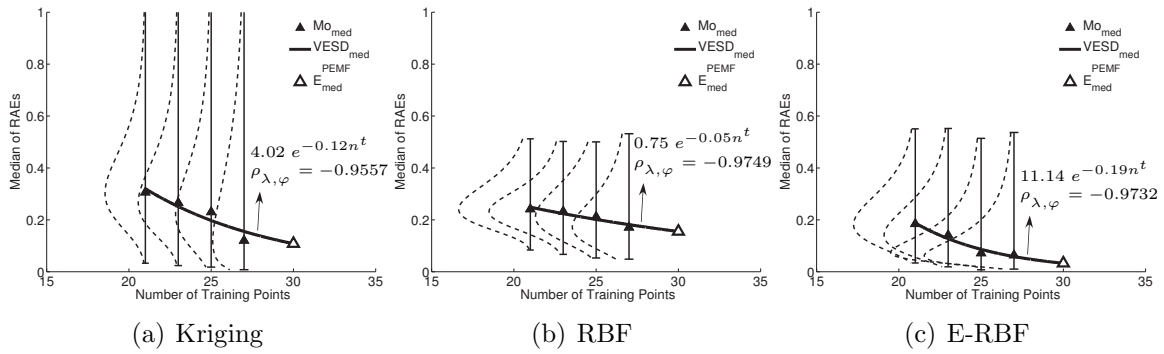 Mo_med
VESD_med
E_med^PEMF
4.02 e^{-0.12n^t}
ρ_{λ,φ} = −0.9557
Median of RAEs
1
0.8
0.6
0.4
0.2
0
15 20 25 30 35
Number of Training Points
(a) Kriging
Mo_med
VESD_med
E_med^PEMF
0.75 e^{-0.05n^t}
ρ_{λ,φ} = −0.9749
Median of RAEs
1
0.8
0.6
0.4
0.2
0
15 20 25 30 35
Number of Training Points
(b) RBF
Mo_med
VESD_med
E_med^PEMF
11.14 e^{-0.19n^t}
ρ_{λ,φ} = −0.9732
Median of RAEs
1
0.8
0.6
0.4
0.2
0
15 20 25 30 35
Number of Training Points
(c) E-RBF